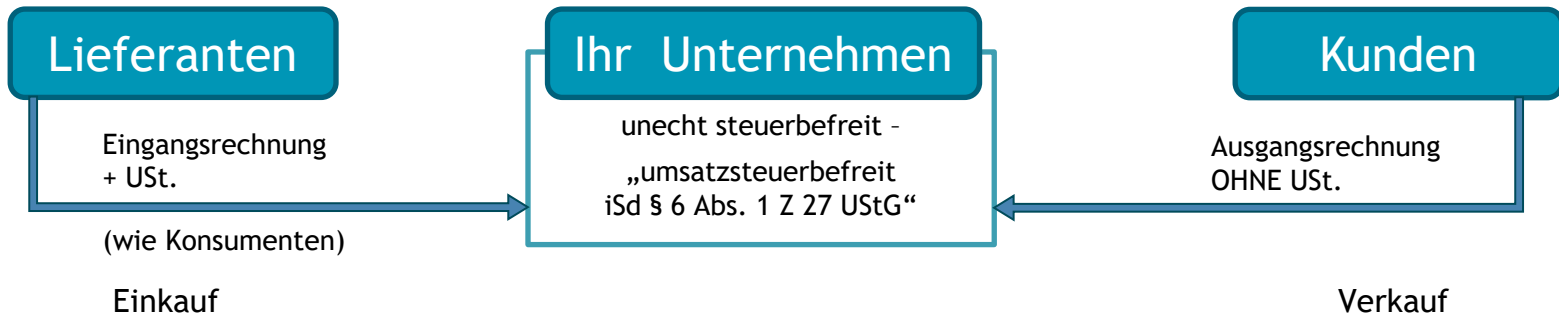 Lieferanten
Ihr Unternehmen
Kunden
Eingangsrechnung
+ USt.
(wie Konsumenten)
Einkauf
unecht steuerbefreit –
„umsatzsteuerbefreit
iSd § 6 Abs. 1 Z 27 UStG“
Ausgangsrechnung
OHNE USt.
Verkauf